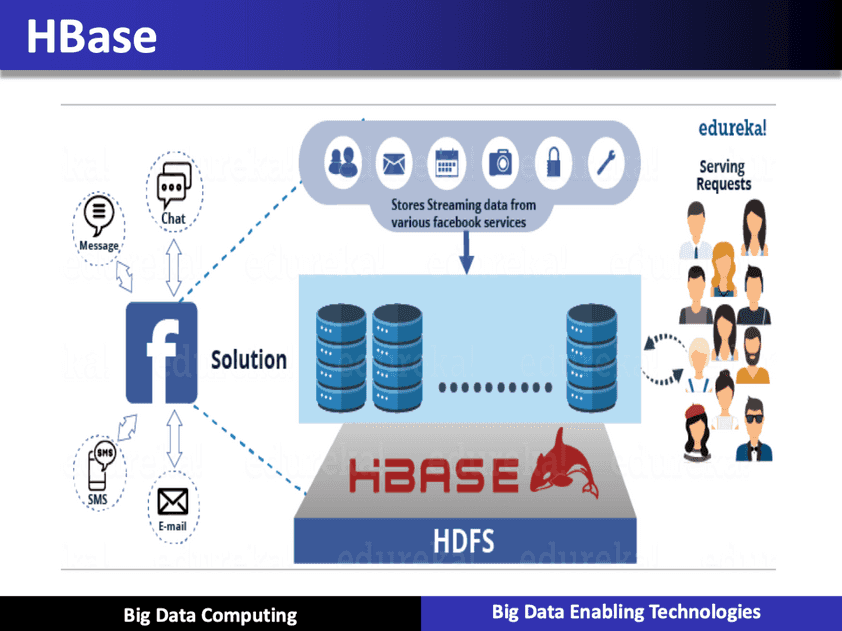 HBase
edureka!
Serving
Requests
Stores Streaming data from
various facebook services
Chat
Message
f
Solution
SMS
SMS
E-mail
HBASE
HDFS
edureka!
Big Data Computing
Big Data Enabling Technologies